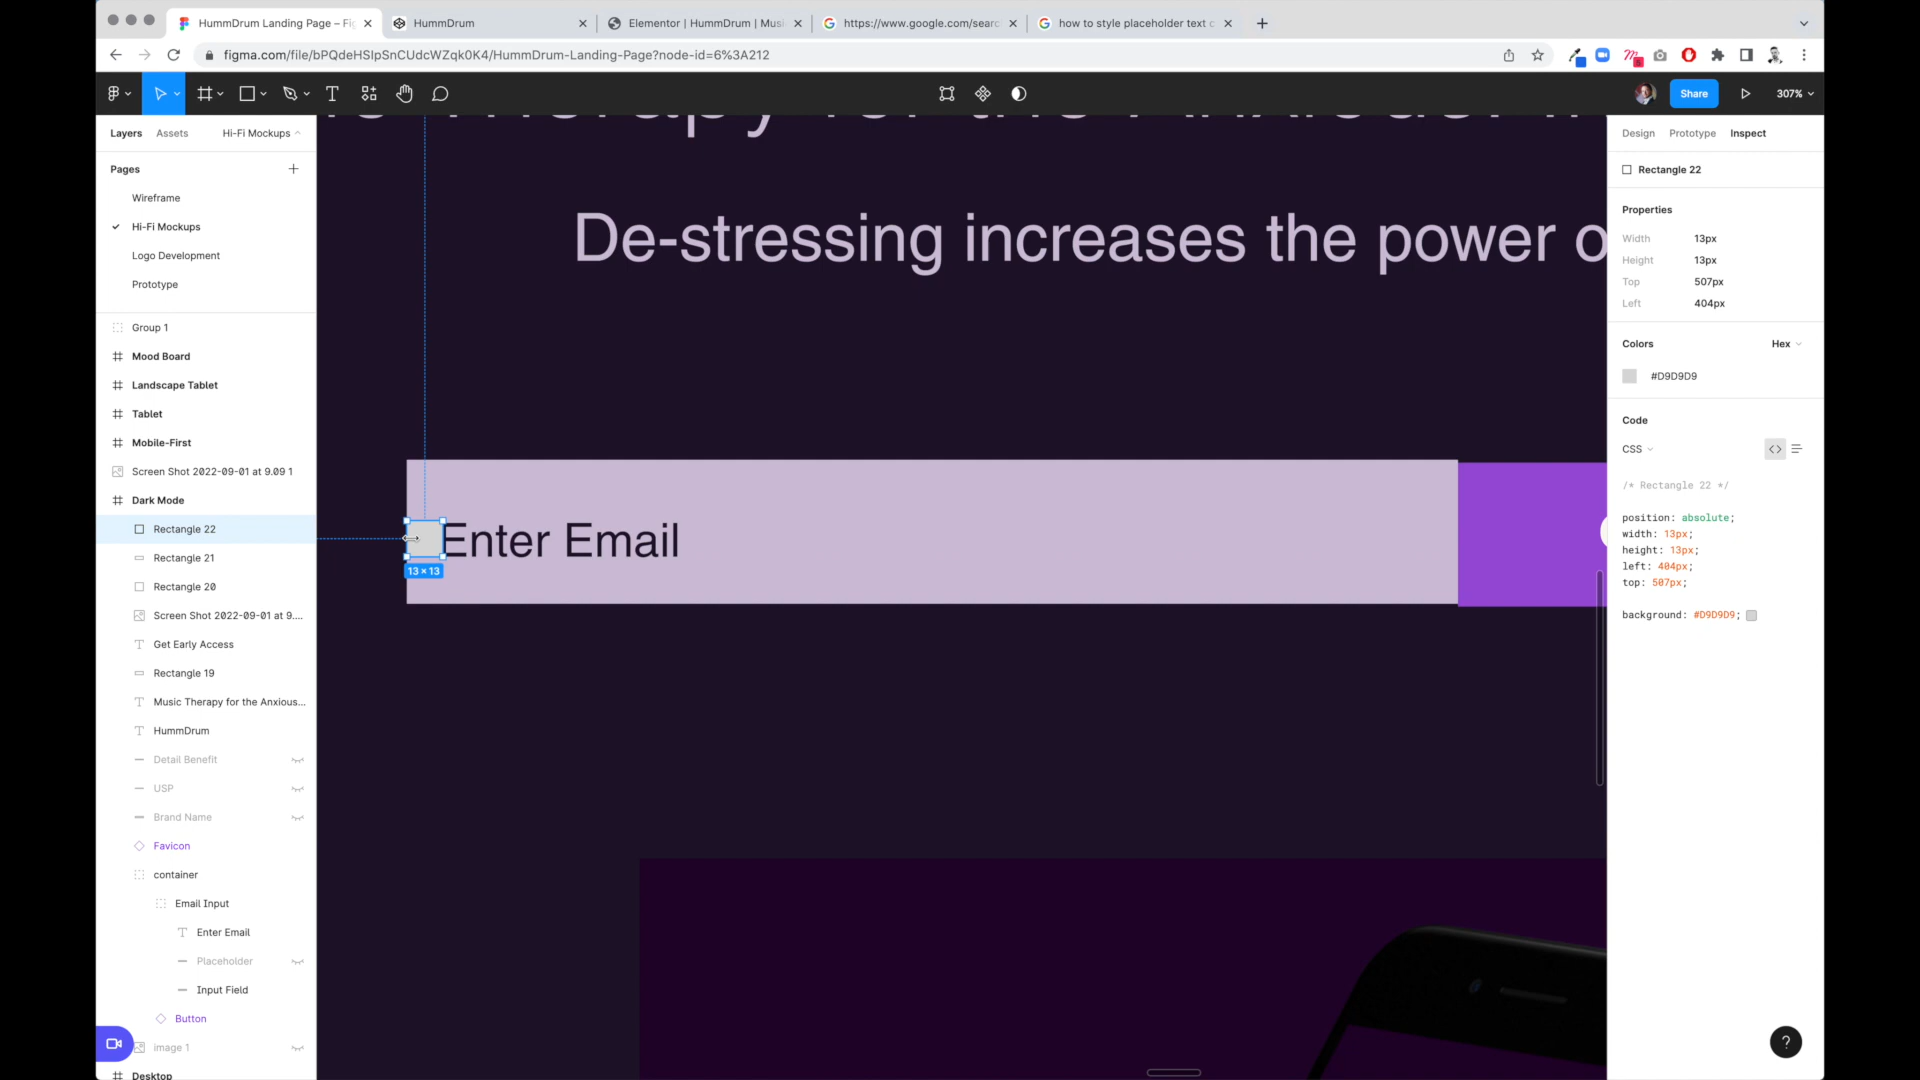 HummDrum Landing Page – Fig
HummDrum
Elementor | HummDrum | Musi
https://www.google.com/searc
how to style placeholder text c
figma.com/file/bPQdeHSIpSnCUdcWZqk0K4/HummDrum-Landing-Page?node-id=6%3A212
Share
307%
Layers
Assets
Hi-Fi Mockups
Design
Prototype
Inspect
Pages
Wireframe
Hi-Fi Mockups
Logo Development
Prototype
Group 1
Mood Board
Landscape Tablet
Tablet
Mobile-First
Screen Shot 2022-09-01 at 9.09 1
Dark Mode
Rectangle 22
Rectangle 21
Rectangle 20
Screen Shot 2022-09-01 at 9....
Get Early Access
Rectangle 19
Music Therapy for the Anxious...
HummDrum
Detail Benefit
USP
Brand Name
Favicon
container
Email Input
Enter Email
Placeholder
Input Field
Button
image 1
Desktop
Therapy for the
De-stressing increases the power o
Enter Email
13 × 13
Rectangle 22
Properties
Width 13px
Height 13px
Top 507px
Left 404px
Colors
Hex
#D9D9D9
Code
CSS
/* Rectangle 22 */
position: absolute;
width: 13px;
height: 13px;
left: 404px;
top: 507px;
background: #D9D9D9;
?